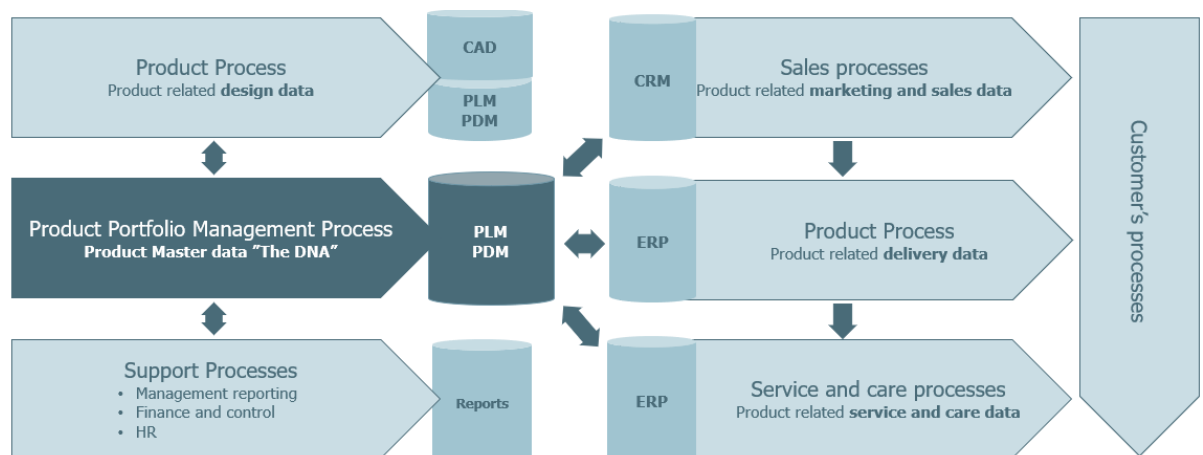 Product Process
Product related design data
CAD
PLM
PDM
CRM
Sales processes
Product related marketing and sales data
Product Portfolio Management Process
Product Master data ”The DNA”
PLM
PDM
ERP
Product Process
Product related delivery data
Support Processes
• Management reporting
• Finance and control
• HR
Reports
ERP
Service and care processes
Product related service and care data
Customer’s processes